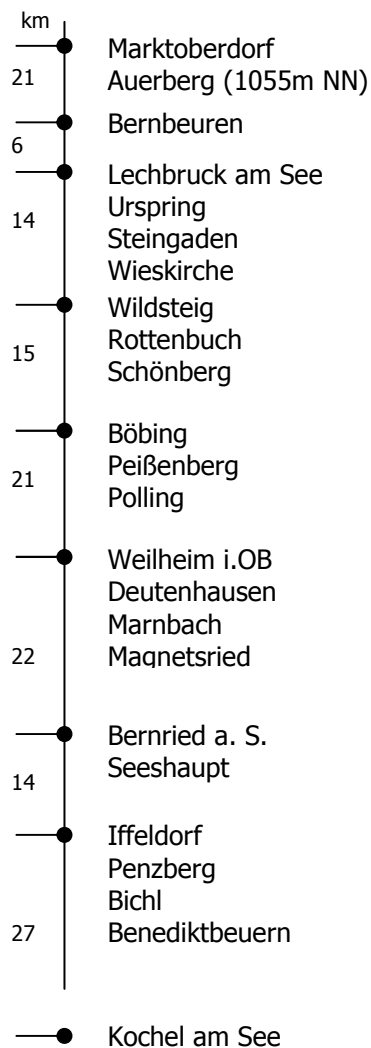 km
Marktoberdorf
21
Auerberg (1055m NN)
Bernbeuren
6
Lechbruck am See
Urspring
14
Steingaden
Wieskirche
Wildsteig
Rottenbuch
15
Schönberg
Böbing
Peißenberg
21
Polling
Weilheim i.OB
Deutenhausen
Marnbach
22
Magnetsried
Bernried a. S.
Seeshaupt
14
Iffeldorf
Penzberg
Bichl
27
Benediktbeuern
Kochel am See